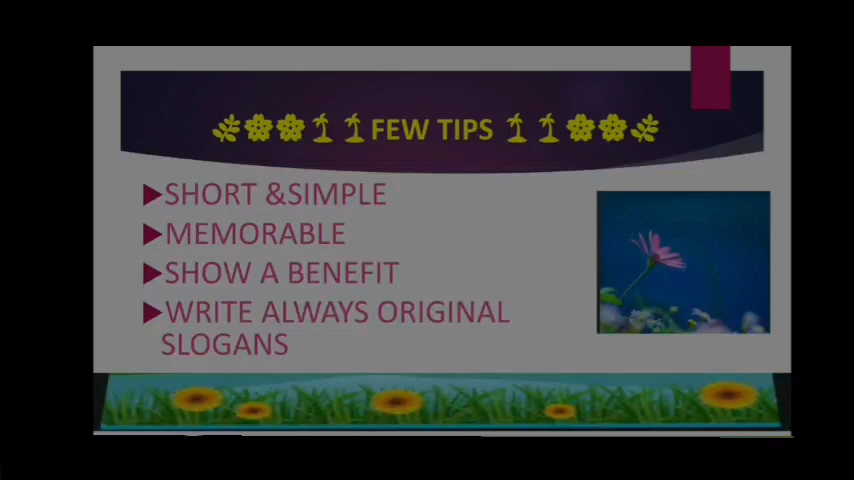 FEW TIPS
SHORT &SIMPLE
MEMORABLE
SHOW A BENEFIT
WRITE ALWAYS ORIGINAL
SLOGANS